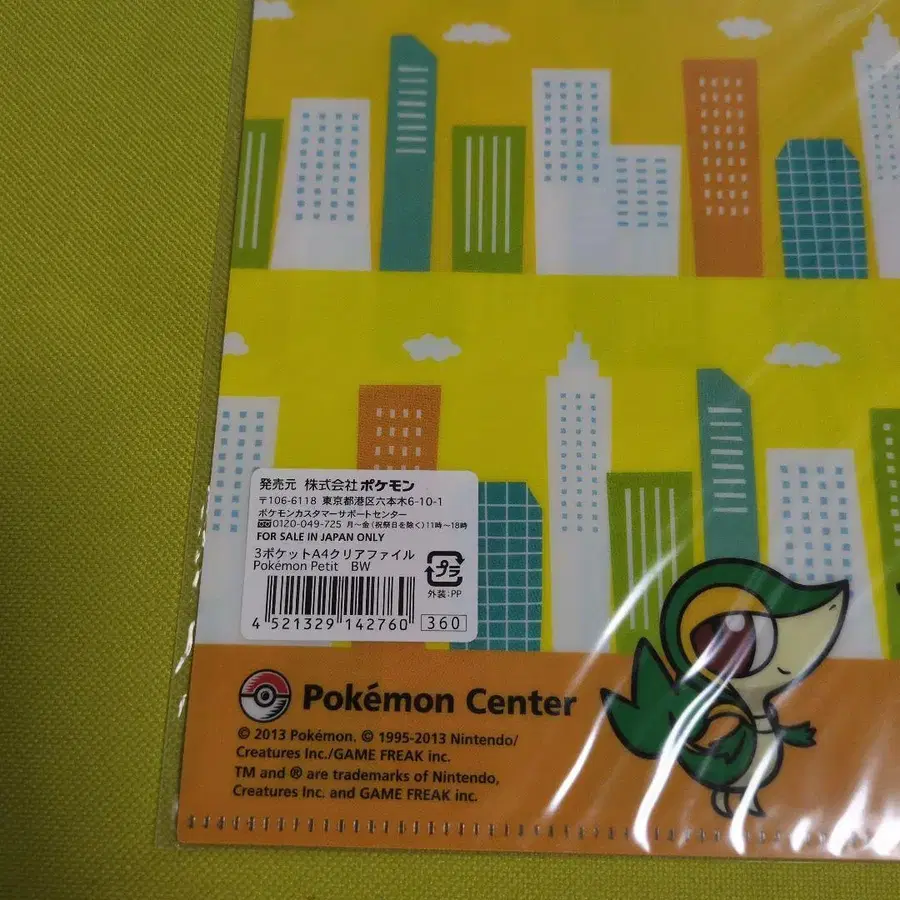 発売元 株式会社ポケモン
〒106-6118 東京都港区六本木6-10-1
ポケモンカスタマーサポートセンター
0120-049-725 月～金(祝祭日を除く)11時～18時
FOR SALE IN JAPAN ONLY
3ポケットA4クリアファイル
Pokémon Petit BW
プラ
外装:PP
4 521329 142760
360
Pokémon Center
© 2013 Pokémon. © 1995-2013 Nintendo/
Creatures Inc./GAME FREAK inc.
TM and ® are trademarks of Nintendo,
Creatures Inc. and GAME FREAK inc.